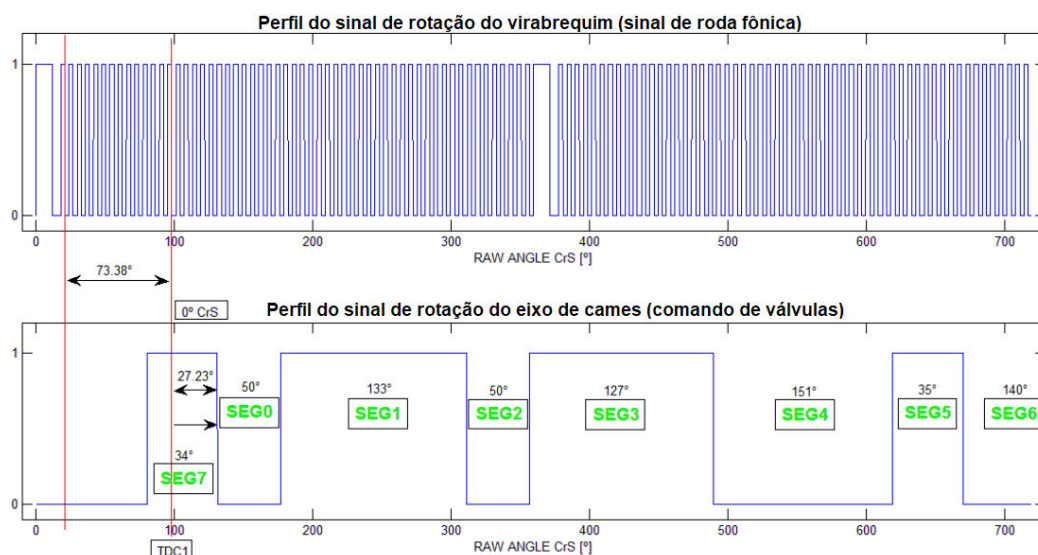 Perfil do sinal de rotação do virabrequim (sinal de roda fônica)
1
0
0 100 200 300 400 500 600 700
RAW ANGLE CrS [º]
73.38°
0º CrS
Perfil do sinal de rotação do eixo de cames (comando de válvulas)
1
27.23° 50° 133° 50° 127° 151° 35° 140°
SEG0 SEG1 SEG2 SEG3 SEG4 SEG5 SEG6
34°
SEG7
0
0 100 200 300 400 500 600 700
TDC1
RAW ANGLE CrS [º]